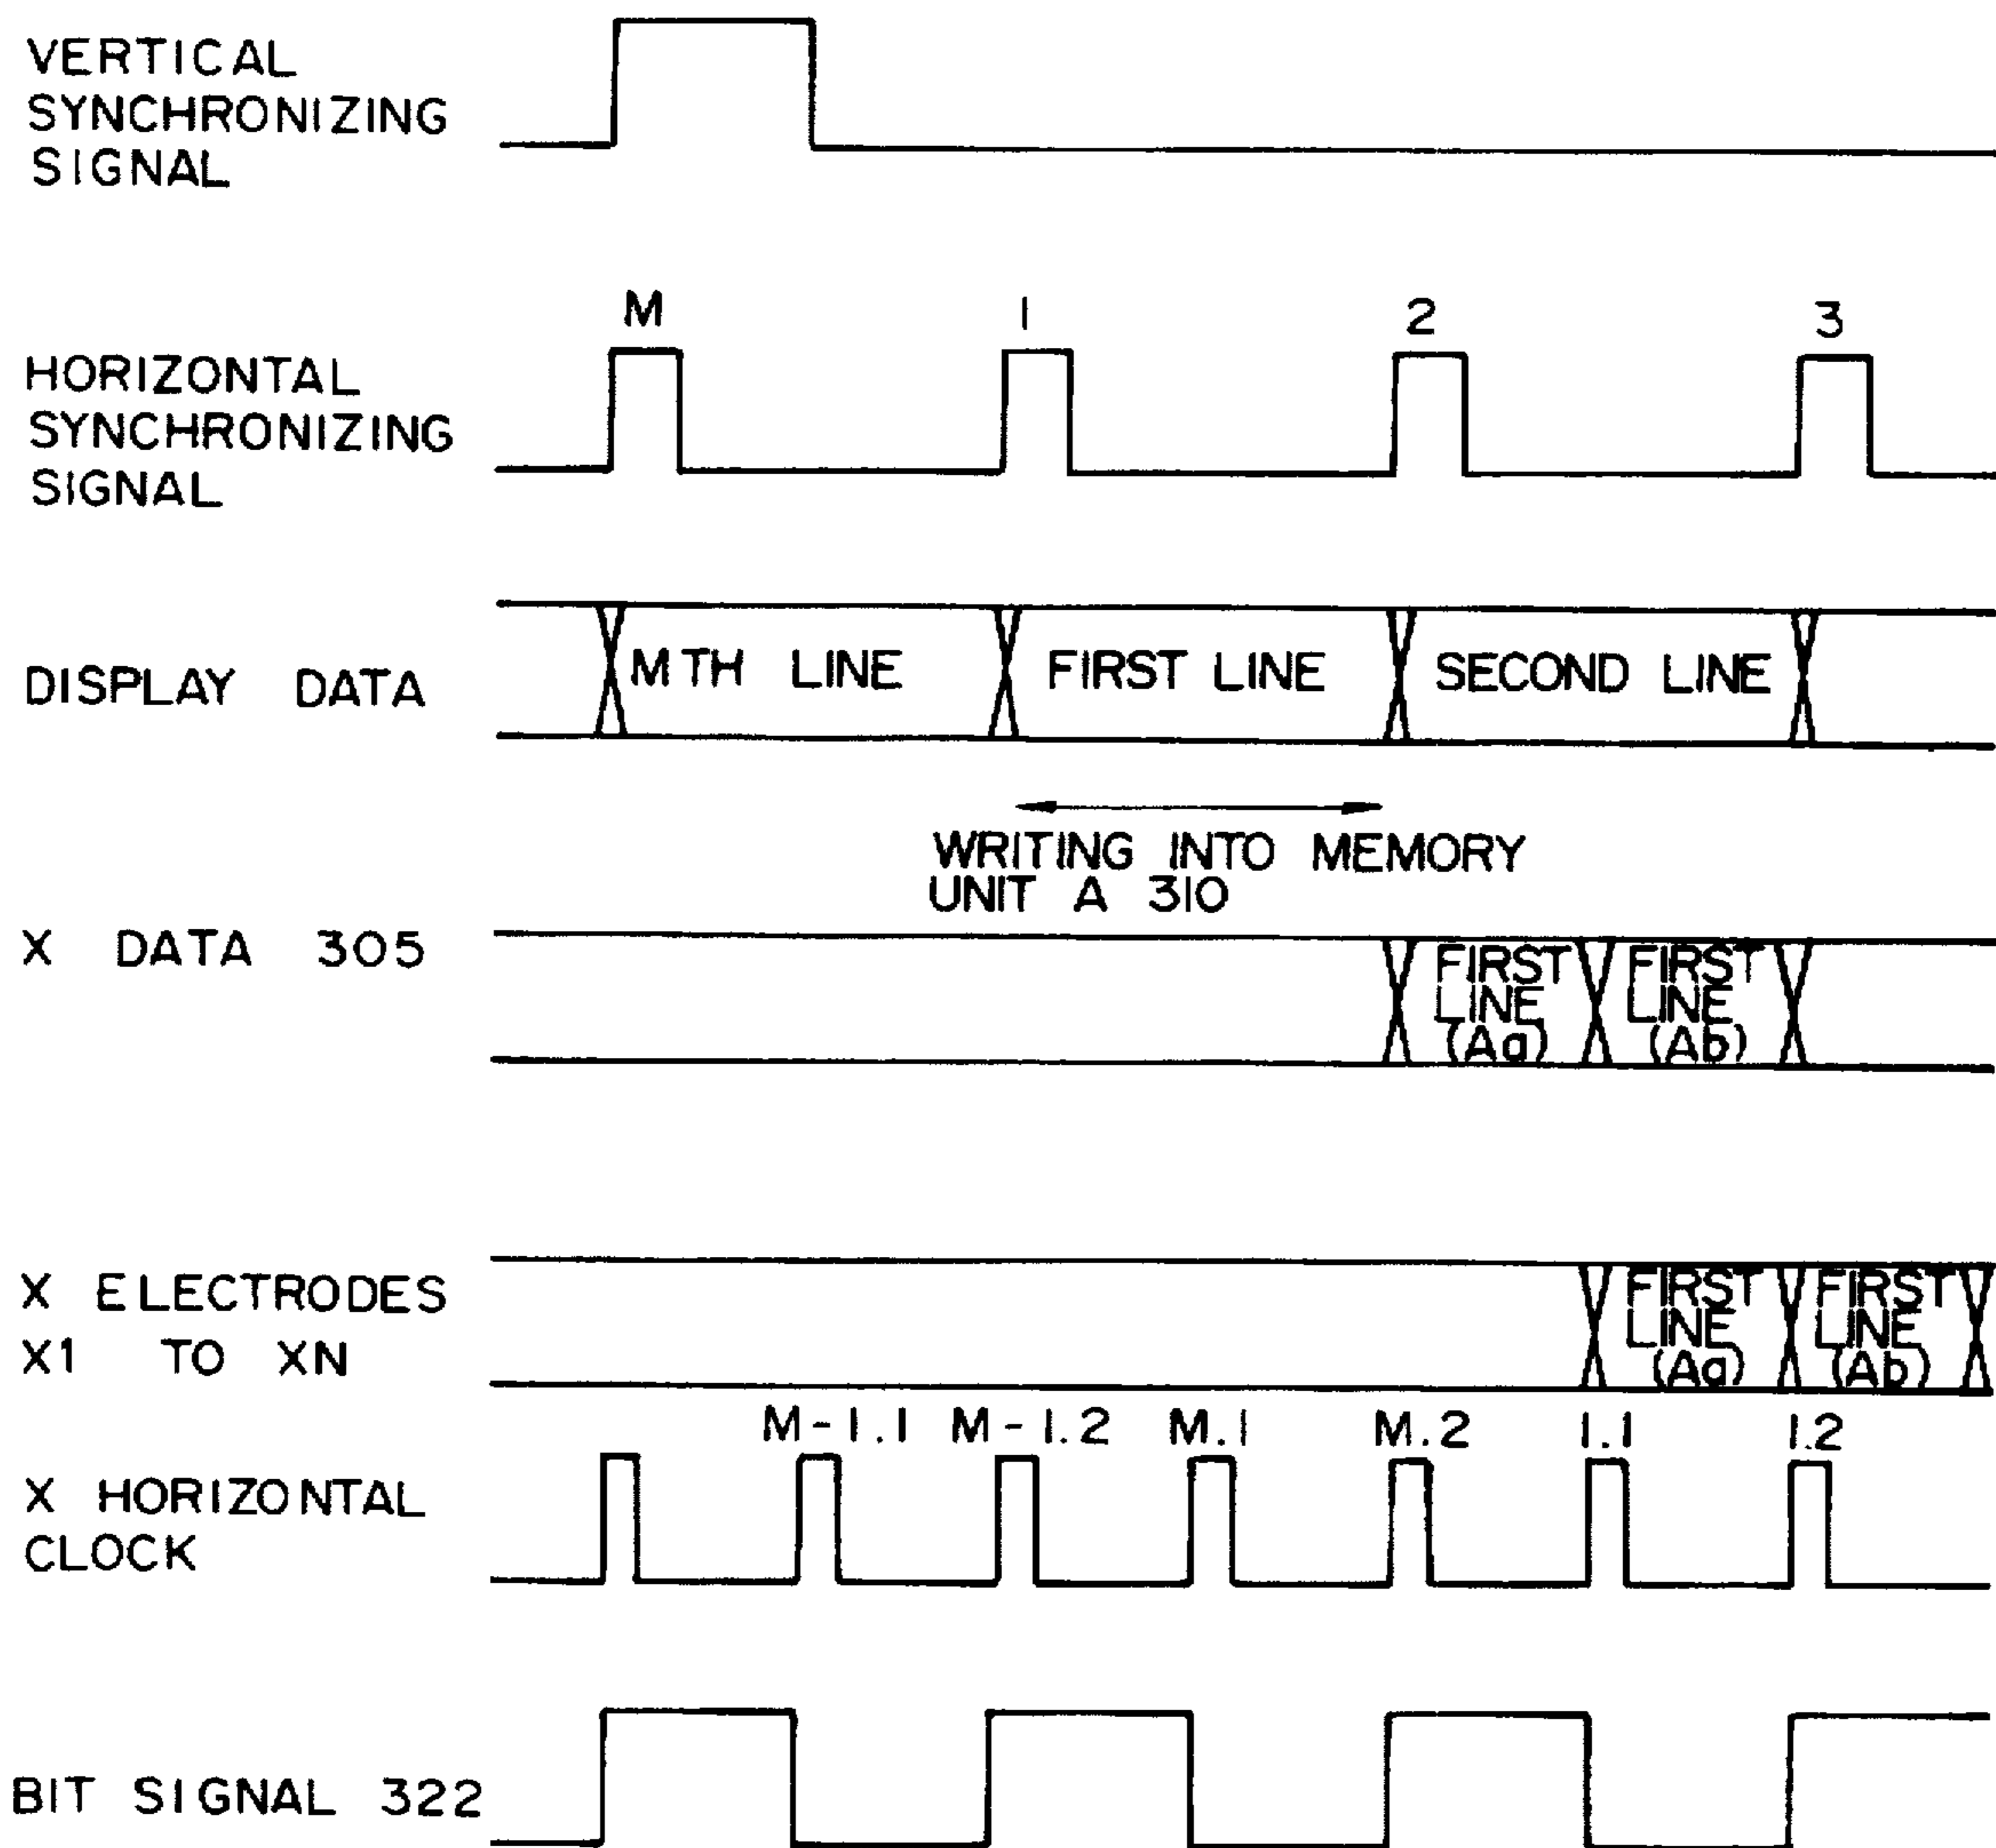 VERTICAL
SYNCHRONIZING
SIGNAL
M 1 2 3
HORIZONTAL
SYNCHRONIZING
SIGNAL
DISPLAY DATA
MTH LINE FIRST LINE SECOND LINE
WRITING INTO MEMORY
UNIT A 310
X DATA 305
FIRST FIRST
LINE LINE
(Aa) (Ab)
X ELECTRODES
X1 TO XN
FIRST FIRST
LINE LINE
(Aa) (Ab)
M-1.1 M-1.2 M.1 M.2 1.1 1.2
X HORIZONTAL
CLOCK
BIT SIGNAL 322